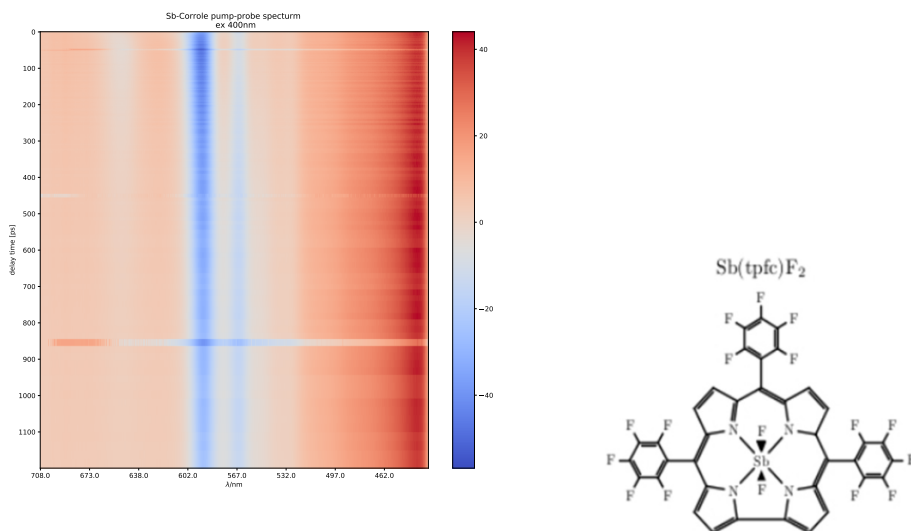 Sb-Corrole pump-probe specturm
ex 400nm
0
100
200
300
400
500
600
700
800
900
1000
1100
delay time [ps]
708.0 673.0 638.0 602.0 567.0 532.0 497.0 462.0
λ/nm
40
20
0
−20
−40
Sb(tpfc)F₂
F
F F
F F
F F F F F F
F N N F
F Sb F
F F F F F
N N